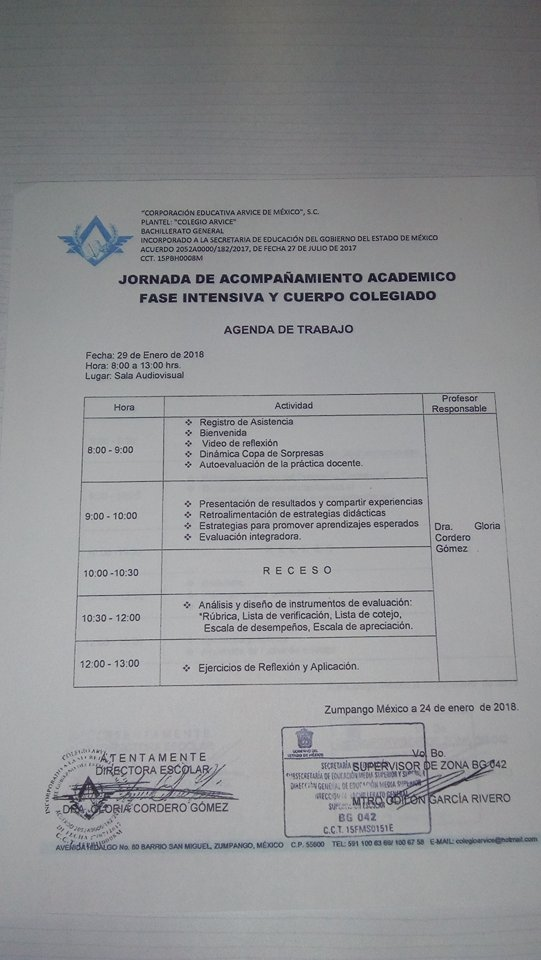 "CORPORACIÓN EDUCATIVA ARVICE DE MÉXICO", S.C.
PLANTEL: "COLEGIO ARVICE"
BACHILLERATO GENERAL
INCORPORADO A LA SECRETARIA DE EDUCACIÓN DEL GOBIERNO DEL ESTADO DE MÉXICO
ACUERDO 2052A0000/182/2017, DE FECHA 27 DE JULIO DE 2017
CCT. 15PBH0008M
JORNADA DE ACOMPAÑAMIENTO ACADEMICO
FASE INTENSIVA Y CUERPO COLEGIADO
AGENDA DE TRABAJO
Fecha: 29 de Enero de 2018
Hora: 8:00 a 13:00 hrs.
Lugar: Sala Audiovisual
Hora Actividad Profesor Responsable
8:00 - 9:00
❖ Registro de Asistencia
❖ Bienvenida
❖ Video de reflexión
❖ Dinámica Copa de Sorpresas
❖ Autoevaluación de la práctica docente.
9:00 - 10:00
❖ Presentación de resultados y compartir experiencias
❖ Retroalimentación de estrategias didácticas
❖ Estrategias para promover aprendizajes esperados
❖ Evaluación integradora.
Dra. Gloria
Cordero
Gómez
10:00 -10:30 R E C E S O
10:30 - 12:00
❖ Análisis y diseño de instrumentos de evaluación:
*Rúbrica, Lista de verificación, Lista de cotejo,
Escala de desempeños, Escala de apreciación.
12:00 - 13:00 ❖ Ejercicios de Reflexión y Aplicación.
Zumpango México a 24 de enero de 2018.
ATENTAMENTE
DIRECTORA ESCOLAR
DRA. GLORIA CORDERO GÓMEZ
Vo. Bo.
SUPERVISOR DE ZONA BG 042
MTRO ODILON GARCÍA RIVERO
GOBIERNO DEL
ESTADO DE MÉXICO
BG 042
C.C.T. 15FMS0151E
AVENIDA HIDALGO No. 60 BARRIO SAN MIGUEL, ZUMPANGO, MÉXICO C.P. 55600 TEL: 591 100 63 66/ 100 67 58 E-MAIL: colegioarvice@hotmail.com